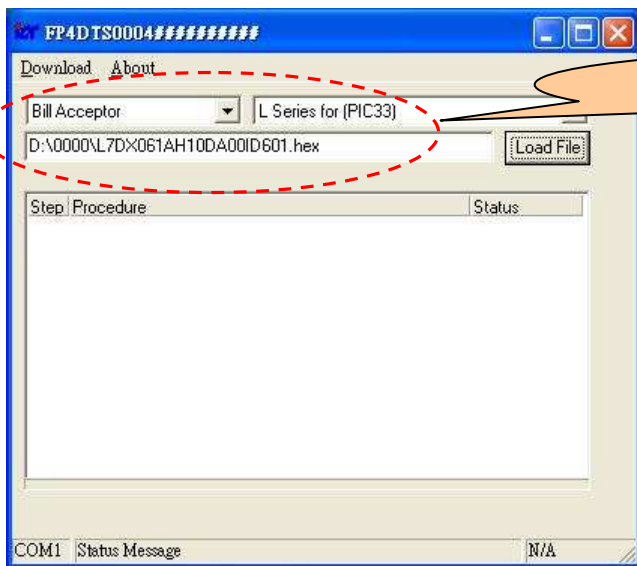 FP4DTS0004##########
Download About
Bill Acceptor L Series for (PIC33)
D:\0000\L7DX061AH10DA00ID601.hex Load File
Step Procedure Status
COM1 Status Message N/A